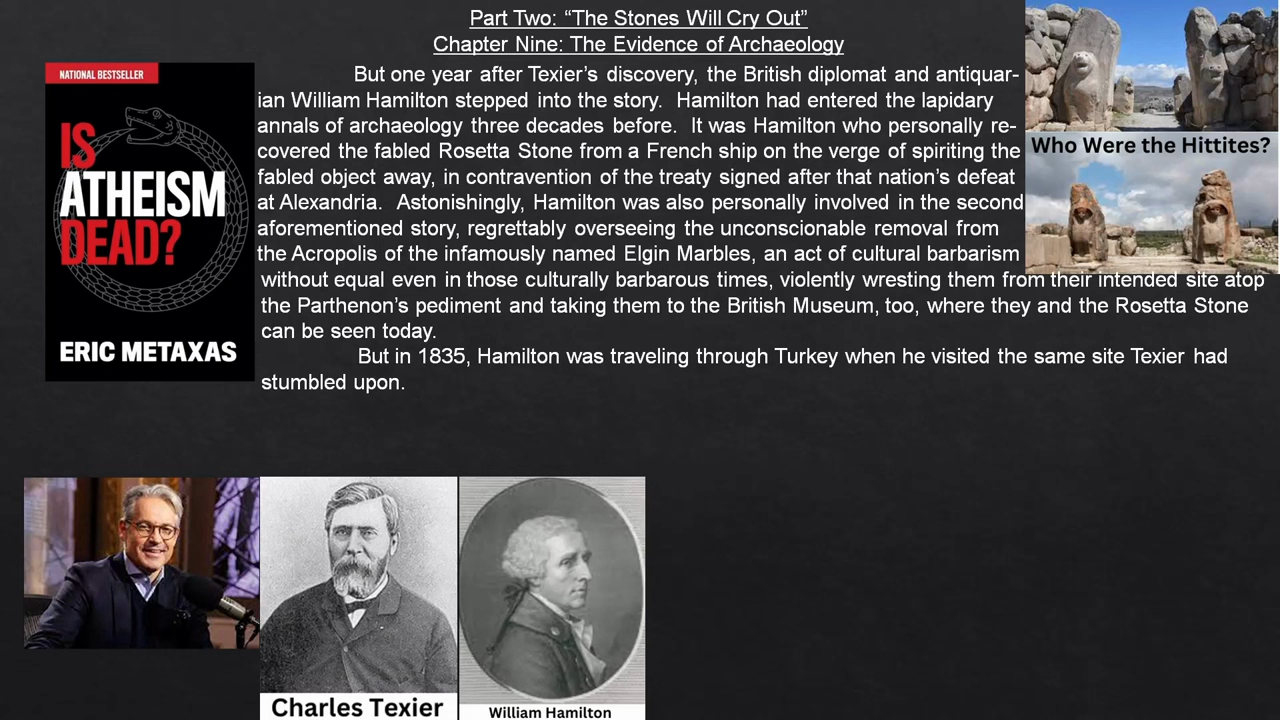 Part Two: “The Stones Will Cry Out”
Chapter Nine: The Evidence of Archaeology
NATIONAL BESTSELLER
IS
ATHEISM
DEAD?
ERIC METAXAS
But one year after Texier’s discovery, the British diplomat and antiquar-
ian William Hamilton stepped into the story. Hamilton had entered the lapidary
annals of archaeology three decades before. It was Hamilton who personally re-
covered the fabled Rosetta Stone from a French ship on the verge of spiriting the
fabled object away, in contravention of the treaty signed after that nation’s defeat
at Alexandria. Astonishingly, Hamilton was also personally involved in the second
aforementioned story, regrettably overseeing the unconscionable removal from
the Acropolis of the infamously named Elgin Marbles, an act of cultural barbarism
without equal even in those culturally barbarous times, violently wresting them from their intended site atop
the Parthenon’s pediment and taking them to the British Museum, too, where they and the Rosetta Stone
can be seen today.
But in 1835, Hamilton was traveling through Turkey when he visited the same site Texier had
stumbled upon.
Who Were the Hittites?
Charles Texier
William Hamilton